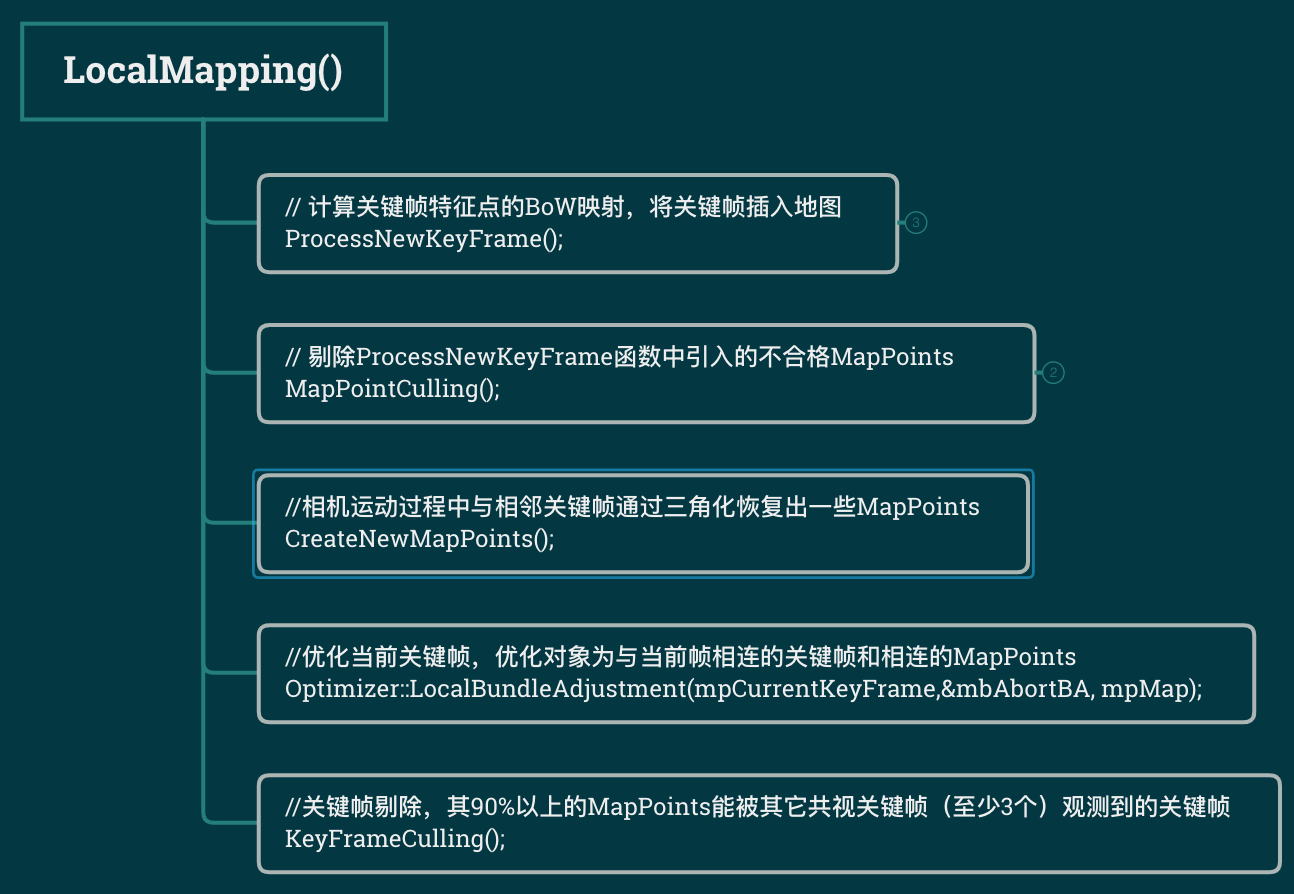 LocalMapping()
// 计算关键帧特征点的BoW映射，将关键帧插入地图
ProcessNewKeyFrame();
3
// 剔除ProcessNewKeyFrame函数中引入的不合格MapPoints
MapPointCulling();
2
//相机运动过程中与相邻关键帧通过三角化恢复出一些MapPoints
CreateNewMapPoints();
//优化当前关键帧，优化对象为与当前帧相连的关键帧和相连的MapPoints
Optimizer::LocalBundleAdjustment(mpCurrentKeyFrame,&mbAbortBA, mpMap);
//关键帧剔除，其90%以上的MapPoints能被其它共视关键帧（至少3个）观测到的关键帧
KeyFrameCulling();